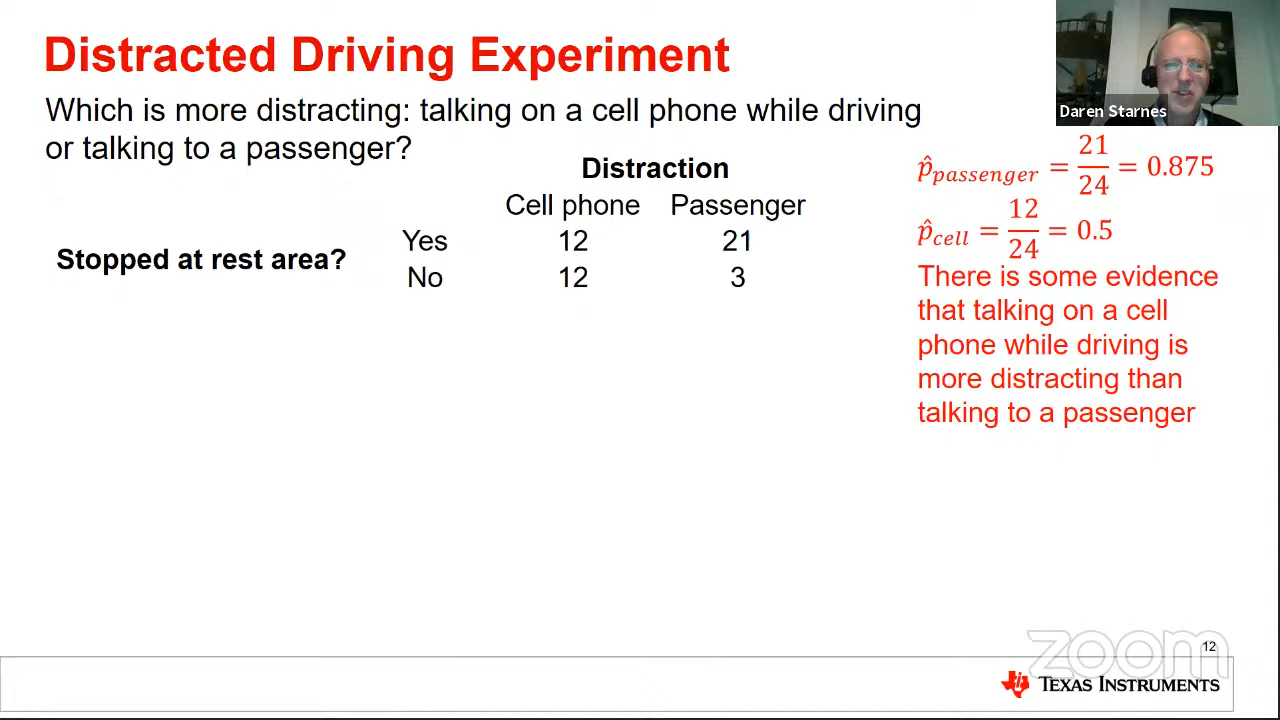 Distracted Driving Experiment
Which is more distracting: talking on a cell phone while driving
or talking to a passenger?
Distraction
Cell phone Passenger
Yes 12 21
Stopped at rest area?
No 12 3
Daren Starnes
p̂passenger = 21/24 = 0.875
p̂cell = 12/24 = 0.5
There is some evidence
that talking on a cell
phone while driving is
more distracting than
talking to a passenger
zoom
12
TEXAS INSTRUMENTS